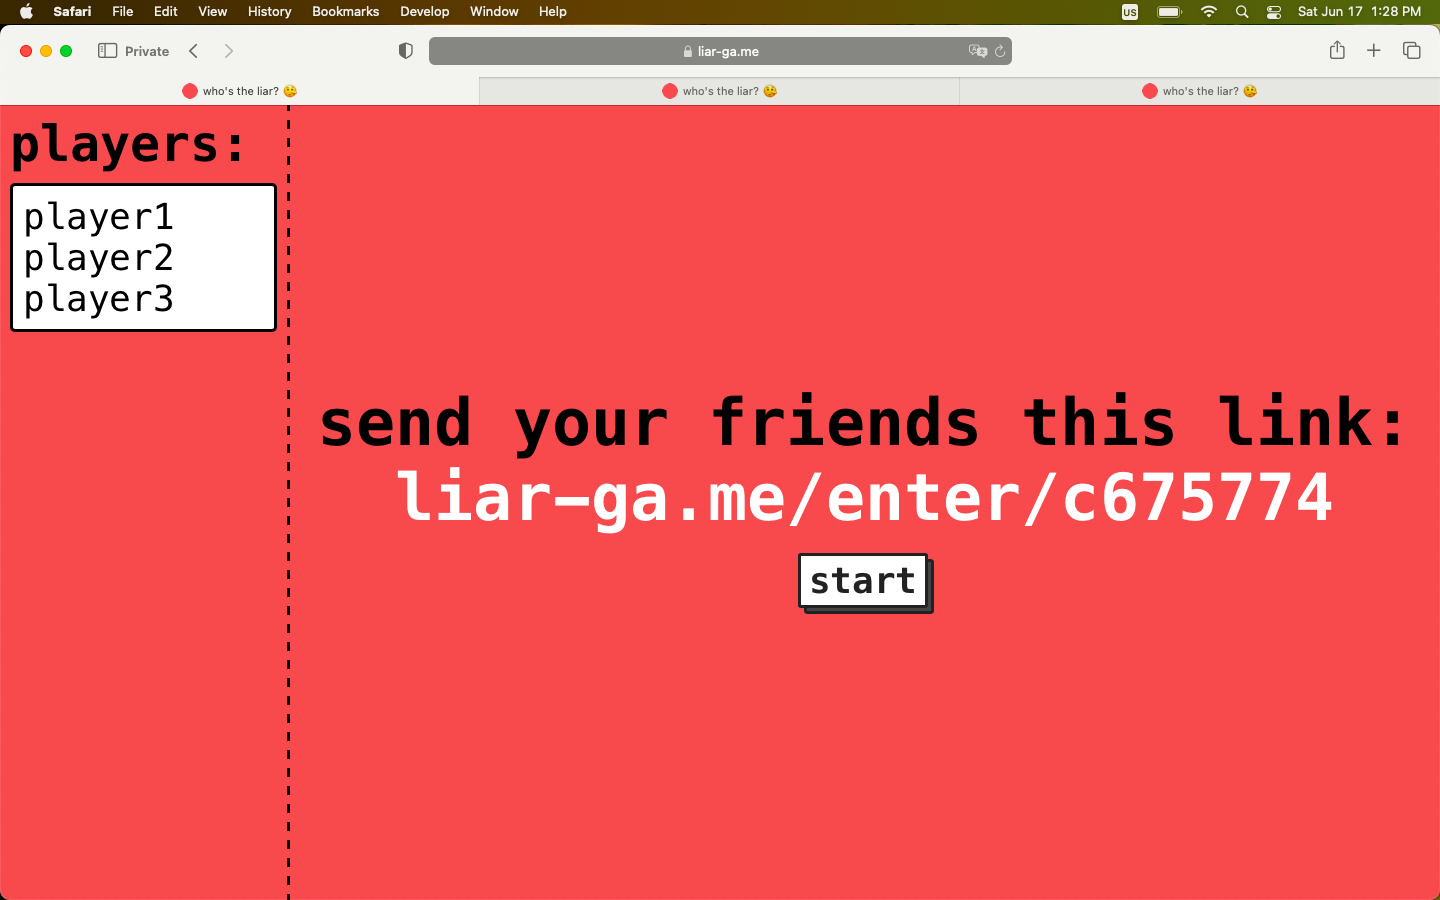 Safari File Edit View History Bookmarks Develop Window Help US Sat Jun 17 1:28 PM
Private liar-ga.me
who's the liar? 🤥 who's the liar? 🤥 who's the liar? 🤥
players:
player1
player2
player3
send your friends this link:
liar-ga.me/enter/c675774
start